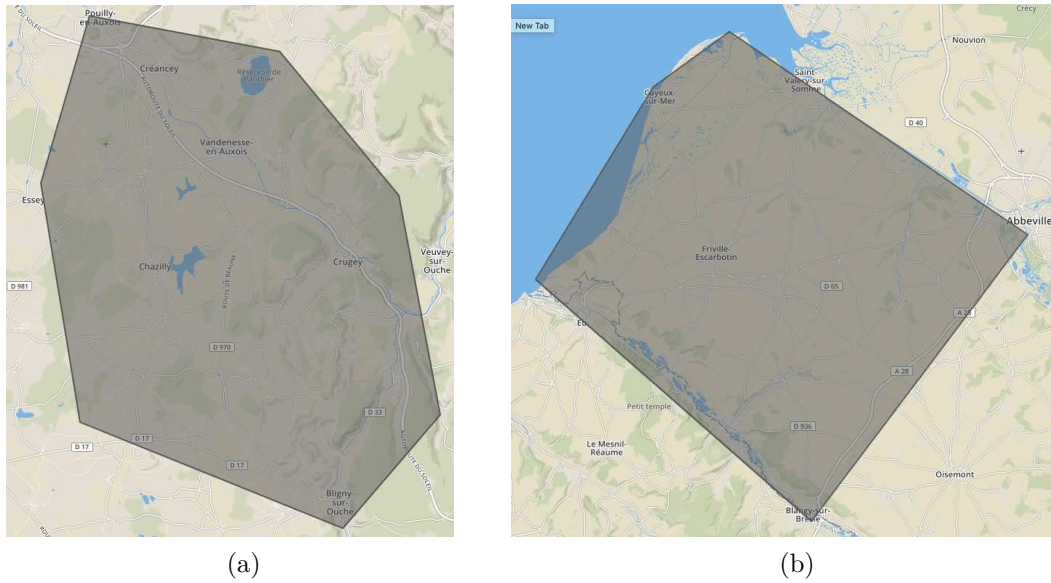 Pouilly-
en-Auxois
Créancey
AUTOROUTE DU SOLEIL
Réservoir de
Panthier
Vandenesse-
en-Auxois
Essey
Chazilly
ROUTE DE BEAUNE
Crugey
Veuvey-
sur-
Ouche
D 981
D 970
D 33
D 17
D 17
D 17
AUTOROUTE DU SOLEIL
Bligny-
sur-
Ouche
(a)
New Tab
Crécy
Nouvion
Saint-
Valery-sur-
Somme
Cayeux-
sur-Mer
D 40
Abbeville
Friville-
Escarbotin
D 65
Eu
A 28
A 28
Petit temple
D 936
Le Mesnil-
Réaume
Oisemont
Blangy-sur-
Bresle
(b)